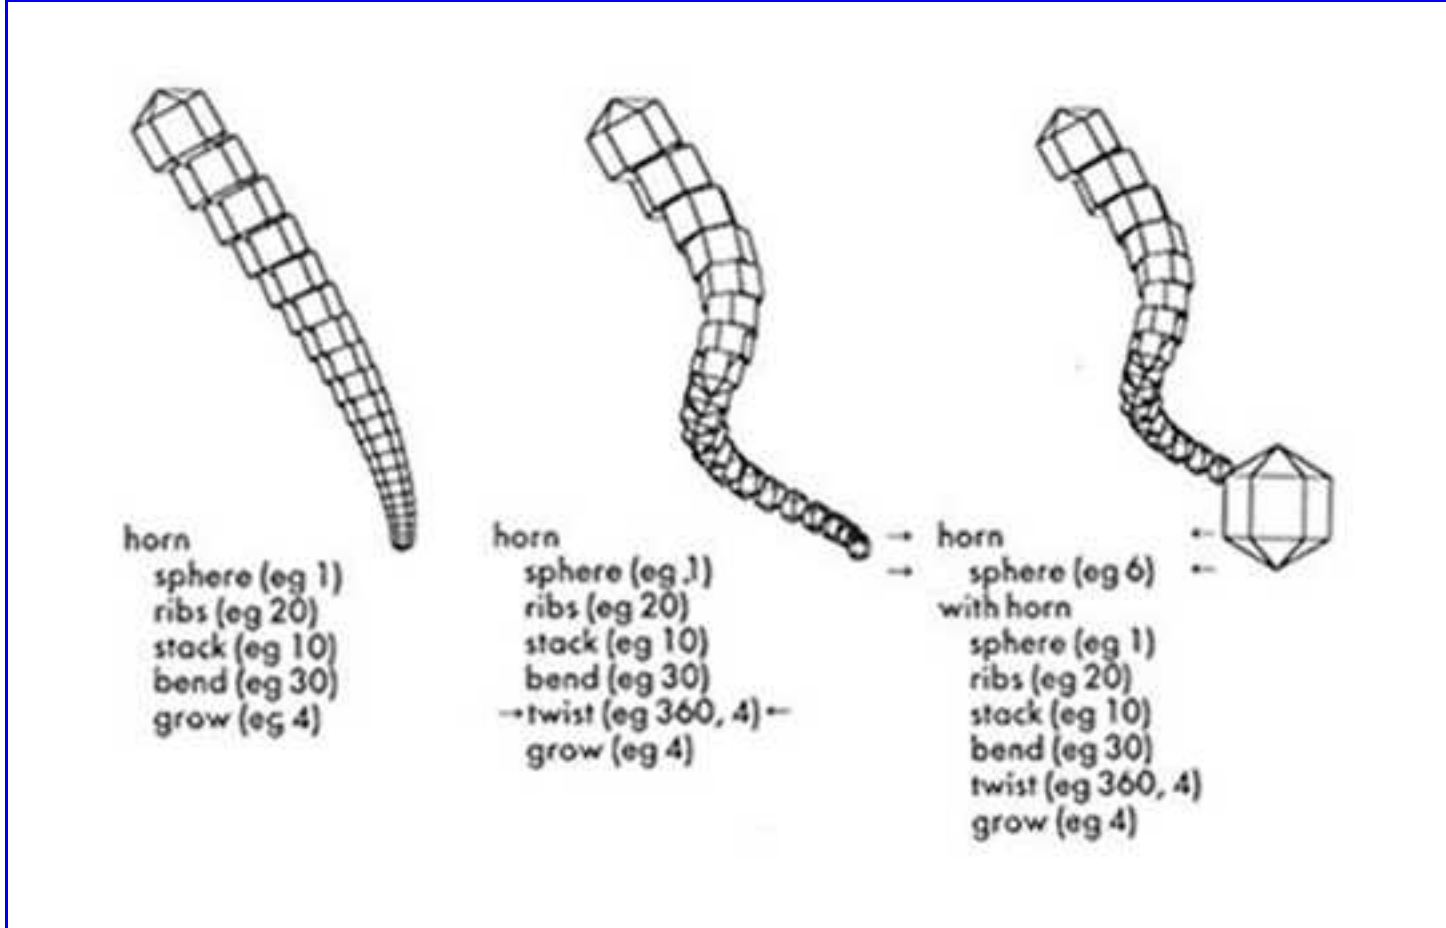 horn
sphere (eg 1)
ribs (eg 20)
stack (eg 10)
bend (eg 30)
grow (eg 4)
horn
sphere (eg 1)
ribs (eg 20)
stack (eg 10)
bend (eg 30)
→twist (eg 360, 4)←
grow (eg 4)
→ horn ←
→ sphere (eg 6) ←
with horn
sphere (eg 1)
ribs (eg 20)
stack (eg 10)
bend (eg 30)
twist (eg 360, 4)
grow (eg 4)